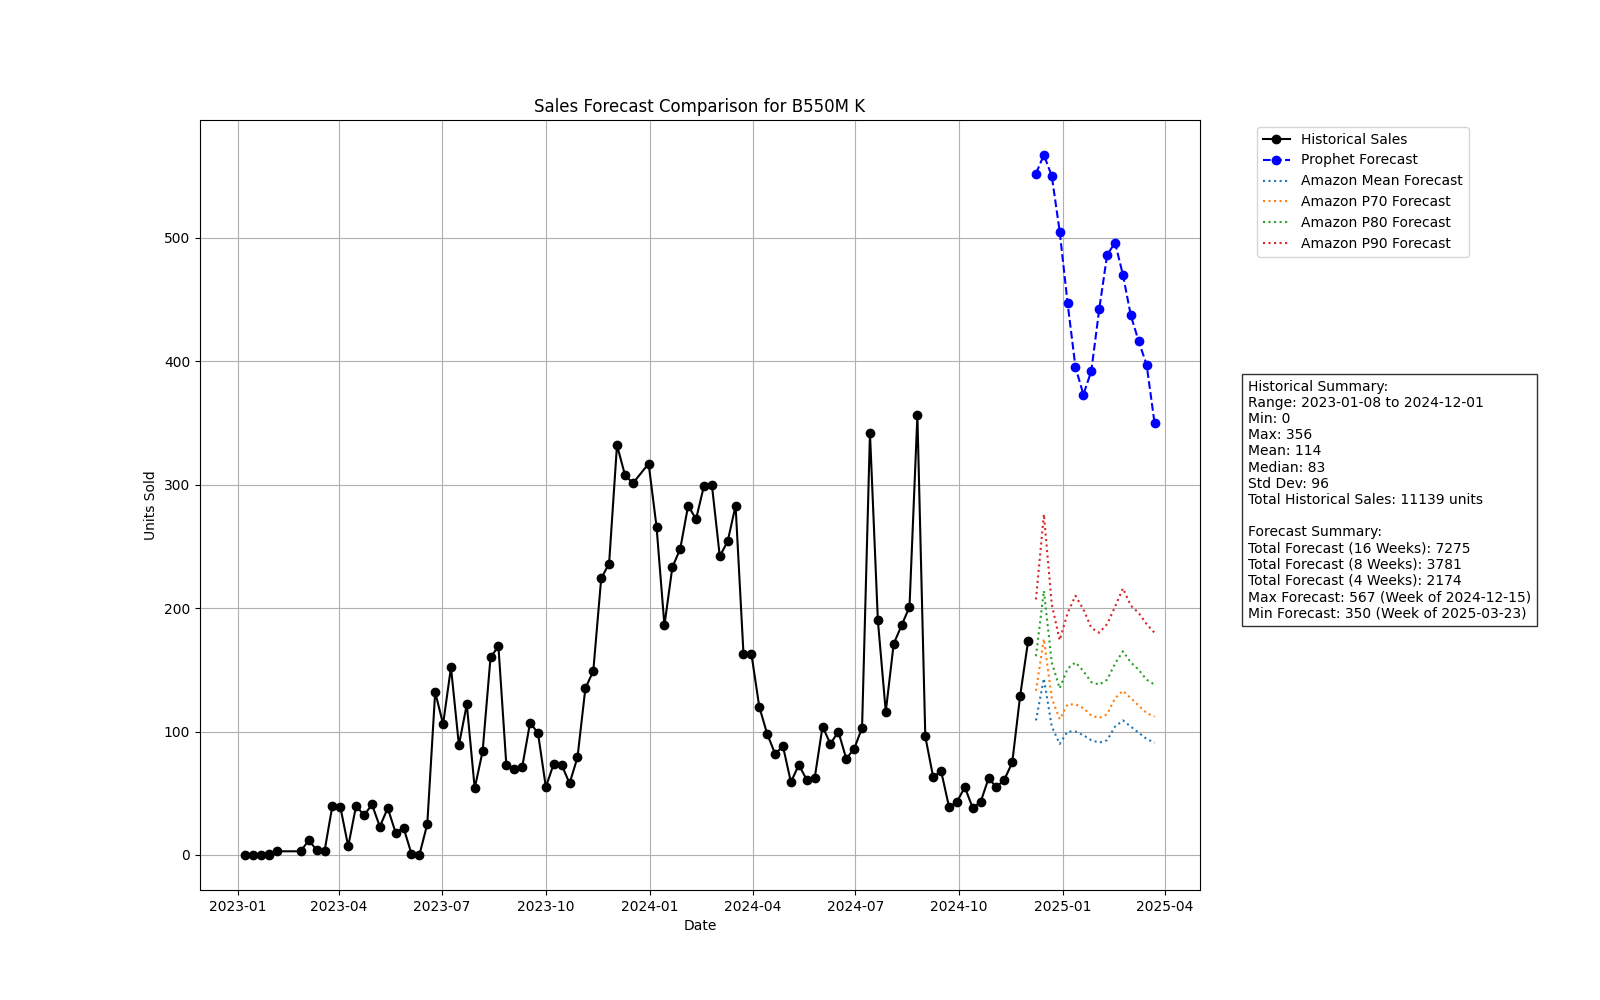 Sales Forecast Comparison for B550M K
Historical Sales
Prophet Forecast
Amazon Mean Forecast
Amazon P70 Forecast
Amazon P80 Forecast
Amazon P90 Forecast
Units Sold
500
400
300
200
100
0
2023-01
2023-04
2023-07
2023-10
2024-01
2024-04
2024-07
2024-10
2025-01
2025-04
Date
Historical Summary:
Range: 2023-01-08 to 2024-12-01
Min: 0
Max: 356
Mean: 114
Median: 83
Std Dev: 96
Total Historical Sales: 11139 units
Forecast Summary:
Total Forecast (16 Weeks): 7275
Total Forecast (8 Weeks): 3781
Total Forecast (4 Weeks): 2174
Max Forecast: 567 (Week of 2024-12-15)
Min Forecast: 350 (Week of 2025-03-23)